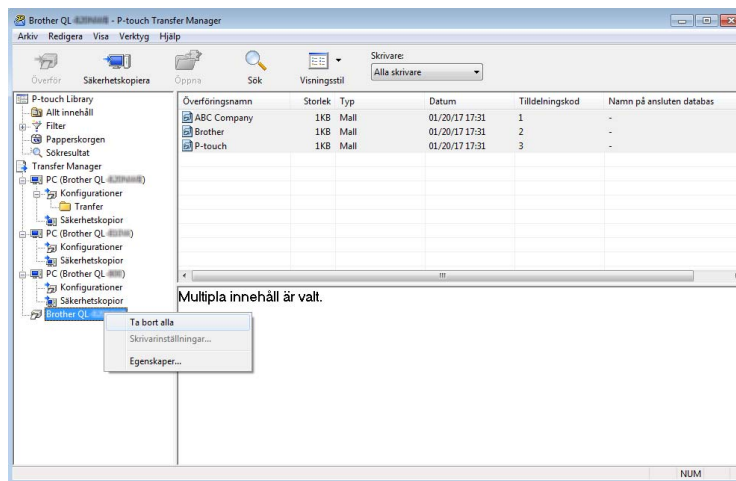 Brother QL - P-touch Transfer Manager
Arkiv Redigera Visa Verktyg Hjälp
Överför Säkerhetskopiera Öppna Sök Visningsstil
Skrivare:
Alla skrivare
P-touch Library
Allt innehåll
Filter
Papperskorgen
Sökresultat
Transfer Manager
PC (Brother QL )
Konfigurationer
Tranfer
Säkerhetskopior
PC (Brother QL )
Konfigurationer
Säkerhetskopior
PC (Brother QL )
Konfigurationer
Säkerhetskopior
Brother QL
Överföringsnamn Storlek Typ Datum Tilldelningskod Namn på ansluten databas
ABC Company 1KB Mall 01/20/17 17:31 1 -
Brother 1KB Mall 01/20/17 17:31 2 -
P-touch 1KB Mall 01/20/17 17:31 3 -
Multipla innehåll är valt.
Ta bort alla
Skrivarinställningar...
Egenskaper...
NUM